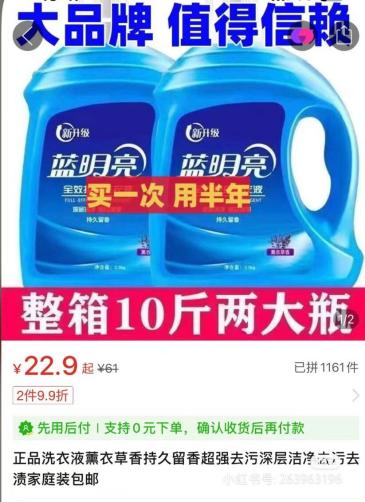 大品牌 值得信赖
新升级
新升级
蓝明亮
蓝明亮
买一次 用半年
持久留香
持久留香
整箱10斤两大瓶
1/2
¥22.9起 ¥61
已拼1161件
2件9.9折
先用后付 | 支持0元下单，确认收货后再付款
正品洗衣液薰衣草香持久留香超强去污深层洁净去污去
渍家庭装包邮
小红书号：263963196